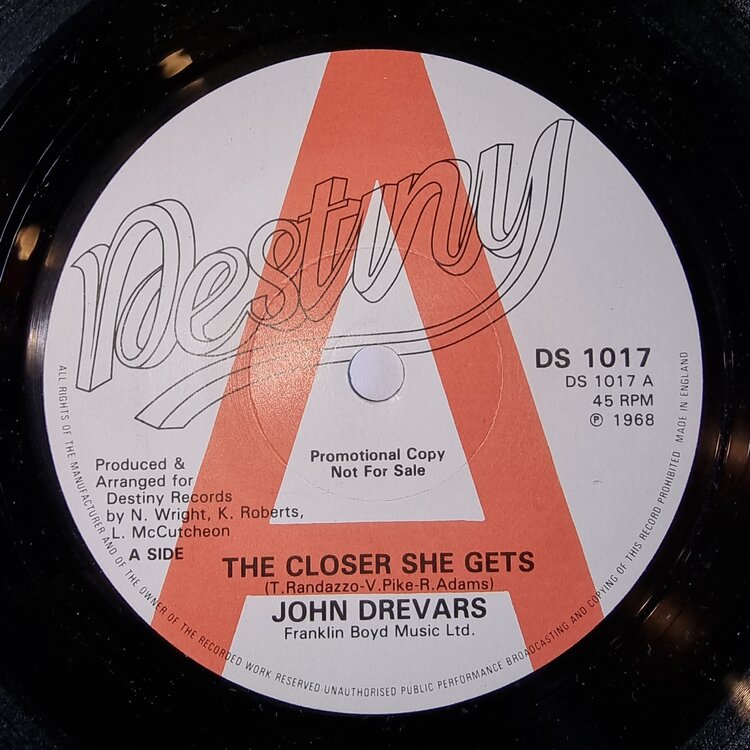 Destiny
A
DS 1017
DS 1017 A
45 RPM
℗ 1968
Promotional Copy
Not For Sale
Produced &
Arranged for
Destiny Records
by N. Wright, K. Roberts,
L. McCutcheon
A SIDE
THE CLOSER SHE GETS
(T.Randazzo-V.Pike-R.Adams)
JOHN DREVARS
Franklin Boyd Music Ltd.
ALL RIGHTS OF THE MANUFACTURER AND OF THE OWNER OF THE RECORDED WORK RESERVED·UNAUTHORISED PUBLIC PERFORMANCE BROADCASTING AND COPYING OF THIS RECORD PROHIBITED MADE IN ENGLAND